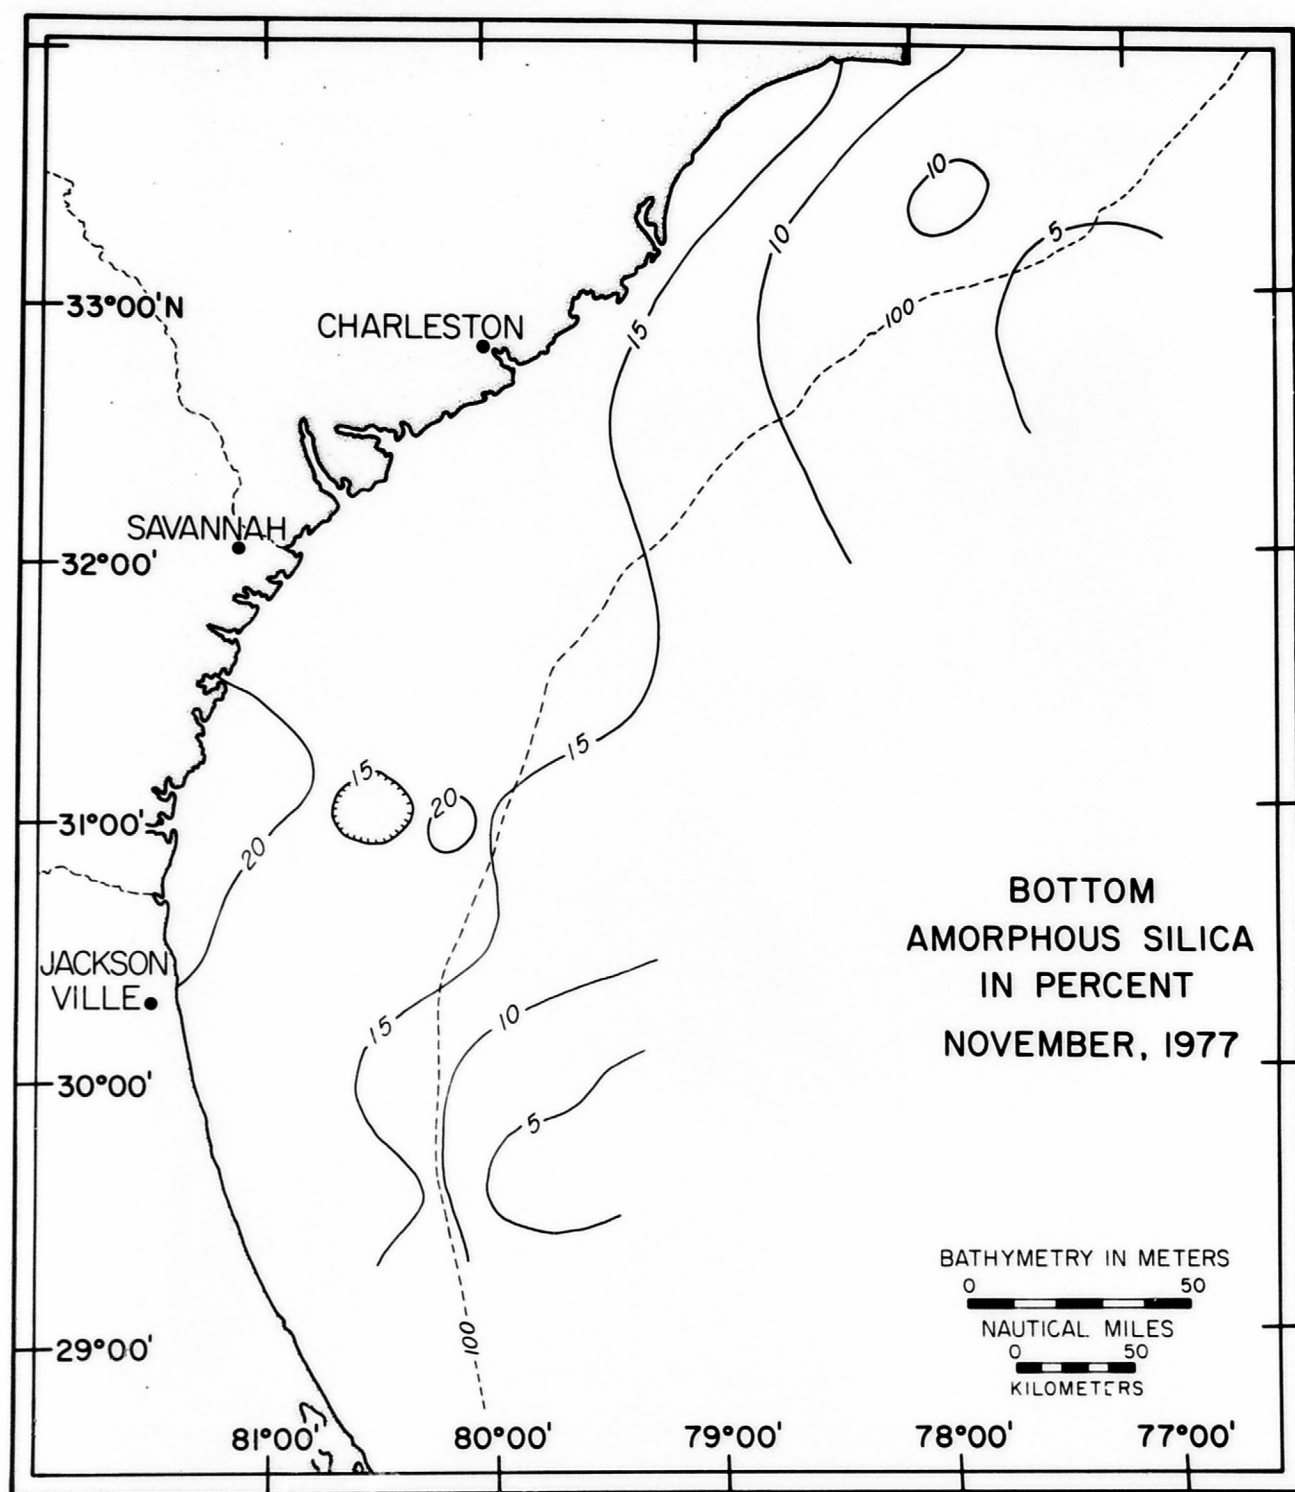 10
10
5
33°00'N
100
CHARLESTON
15
SAVANNAH
32°00'
15
15
20
31°00'
20
BOTTOM
AMORPHOUS SILICA
IN PERCENT
NOVEMBER, 1977
JACKSON
VILLE
15
10
30°00'
5
BATHYMETRY IN METERS
0 50
NAUTICAL MILES
0 50
KILOMETERS
100
29°00'
81°00' 80°00' 79°00' 78°00' 77°00'